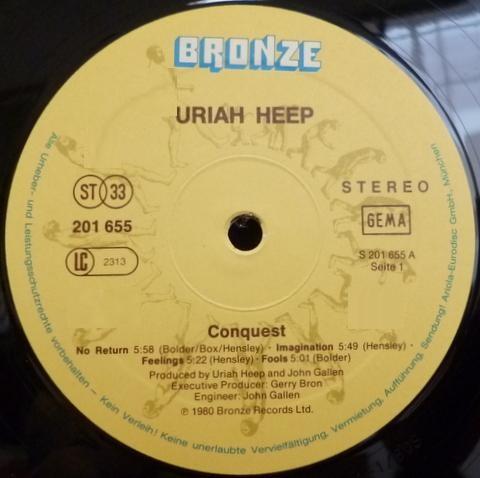 BRONZE
URIAH HEEP
ST 33
201 655
LC 2313
STEREO
GEMA
S 201 655 A
Seite 1
Conquest
No Return 5:58 (Bolder/Box/Hensley) · Imagination 5:49 (Hensley) ·
Feelings 5:22 (Hensley) · Fools 5:01 (Bolder)
Produced by Uriah Heep and John Gallen
Executive Producer: Gerry Bron
Engineer: John Gallen
℗ 1980 Bronze Records Ltd.
Alle Urheber- und Leistungsschutzrechte vorbehalten – Kein Verleih! Keine unerlaubte Vervielfältigung, Vermietung, Aufführung, Sendung! Ariola-Eurodisc GmbH, München